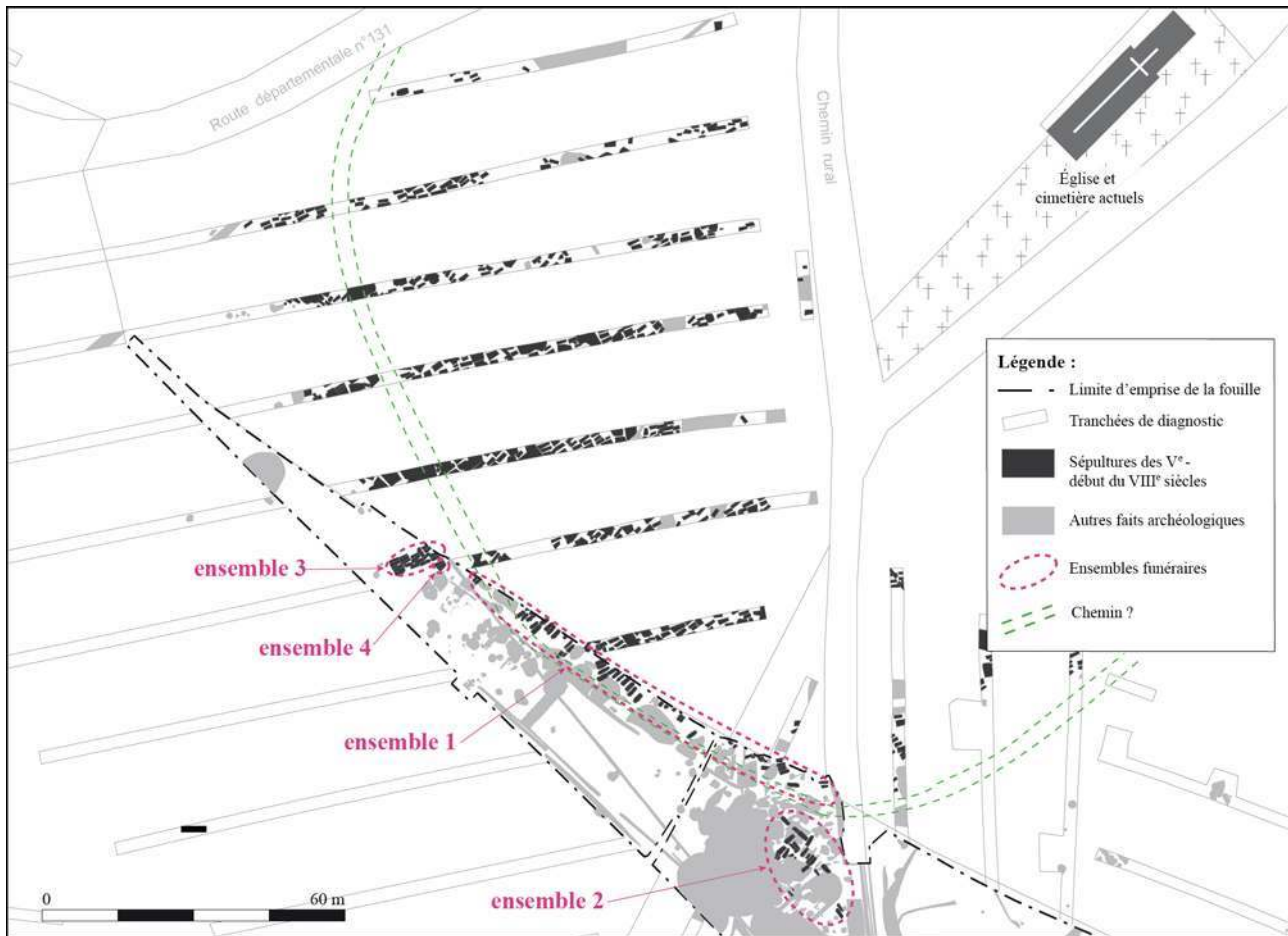 Route départementale n°131
Chemin rural
Église et
cimetière actuels
Légende :
Limite d'emprise de la fouille
Tranchées de diagnostic
Sépultures des Ve -
début du VIIIe siècles
Autres faits archéologiques
Ensembles funéraires
Chemin ?
ensemble 3
ensemble 4
ensemble 1
ensemble 2
0 60 m